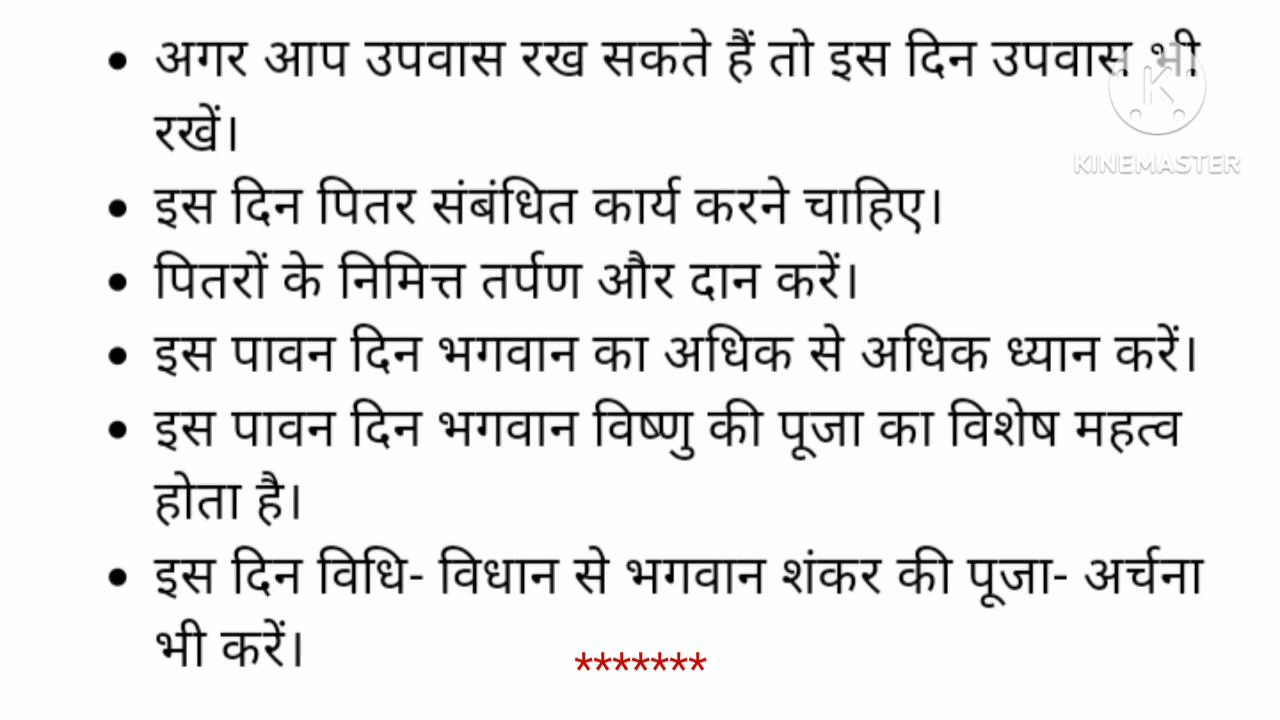 • अगर आप उपवास रख सकते हैं तो इस दिन उपवास भी
रखें।
KINEMASTER
• इस दिन पितर संबंधित कार्य करने चाहिए।
• पितरों के निमित्त तर्पण और दान करें।
• इस पावन दिन भगवान का अधिक से अधिक ध्यान करें।
• इस पावन दिन भगवान विष्णु की पूजा का विशेष महत्व
होता है।
• इस दिन विधि- विधान से भगवान शंकर की पूजा- अर्चना
भी करें।
*******